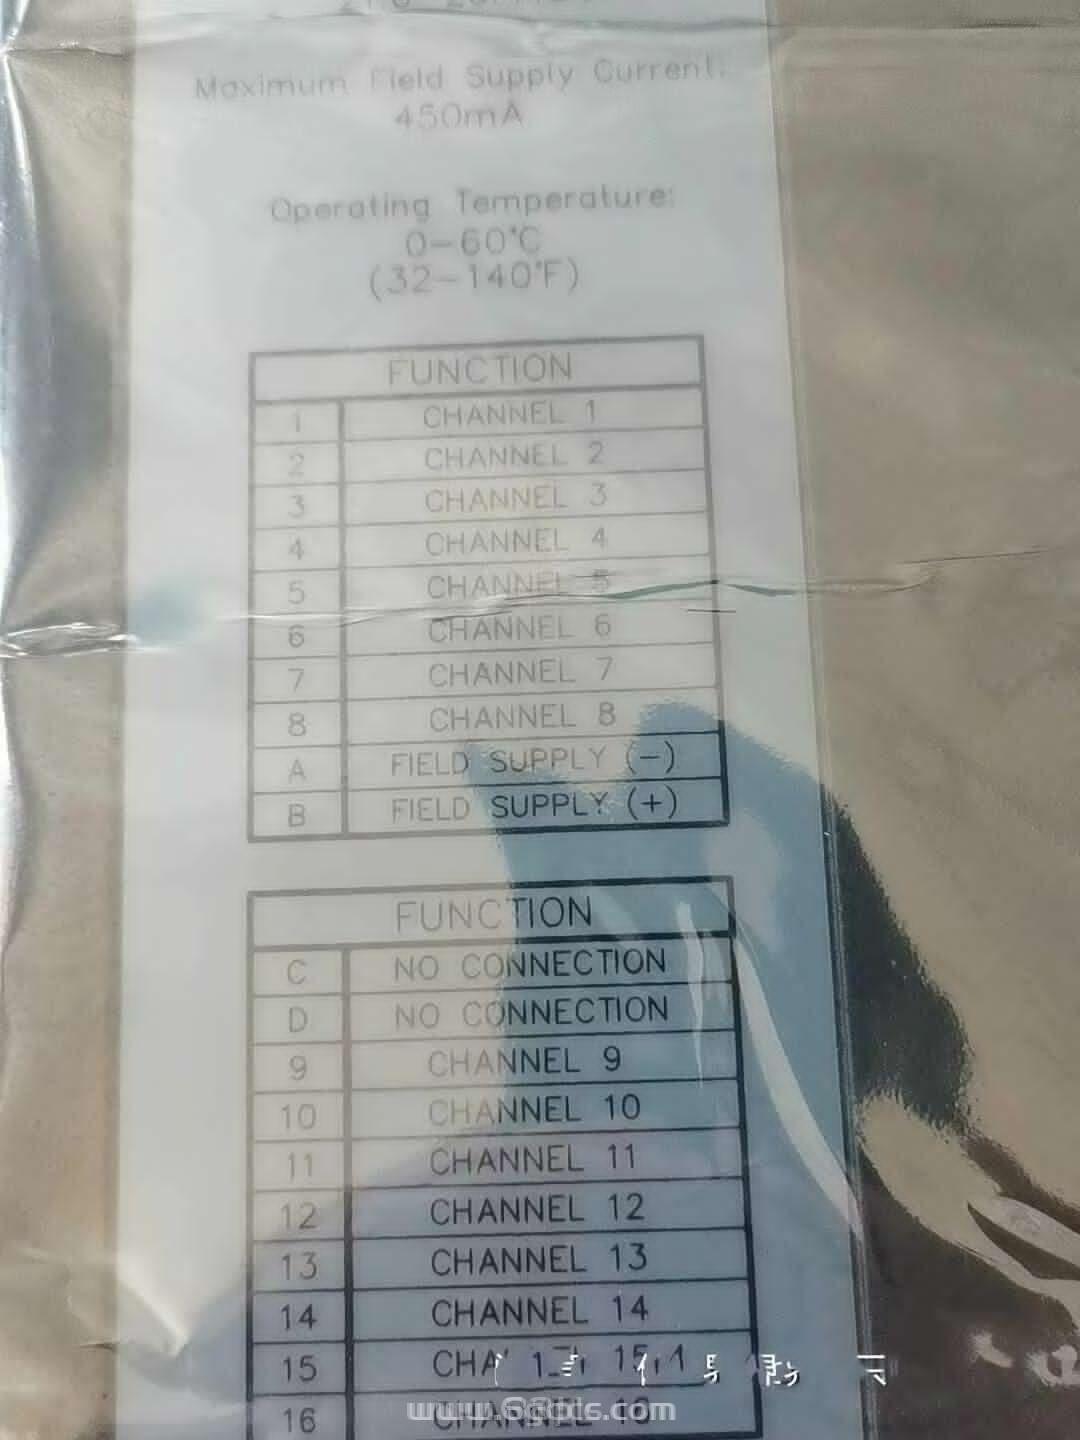 Maximum Field Supply Current:
450mA
Operating Temperature:
0-60°C
(32-140°F)
FUNCTION
1 CHANNEL 1
2 CHANNEL 2
3 CHANNEL 3
4 CHANNEL 4
5 CHANNEL 5
6 CHANNEL 6
7 CHANNEL 7
8 CHANNEL 8
A FIELD SUPPLY (-)
B FIELD SUPPLY (+)
FUNCTION
C NO CONNECTION
D NO CONNECTION
9 CHANNEL 9
10 CHANNEL 10
11 CHANNEL 11
12 CHANNEL 12
13 CHANNEL 13
14 CHANNEL 14
15
16 CHANNEL 16